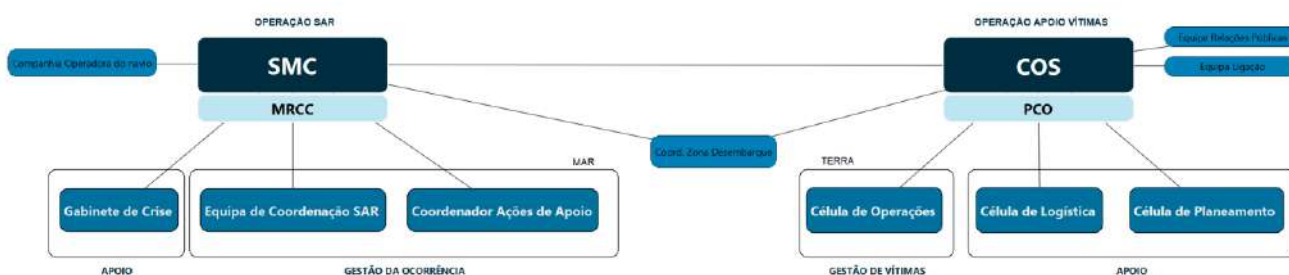 OPERAÇÃO SAR
OPERAÇÃO APOIO VÍTIMAS
Companhia Operadora do navio
SMC
COS
Equipa Relações Públicas
Equipa Ligação
MRCC
PCO
Coord. Zona Desembarque
MAR
TERRA
Gabinete de Crise
Equipa de Coordenação SAR
Coordenador Ações de Apoio
Célula de Operações
Célula de Logística
Célula de Planeamento
APOIO
GESTÃO DA OCORRÊNCIA
GESTÃO DE VÍTIMAS
APOIO